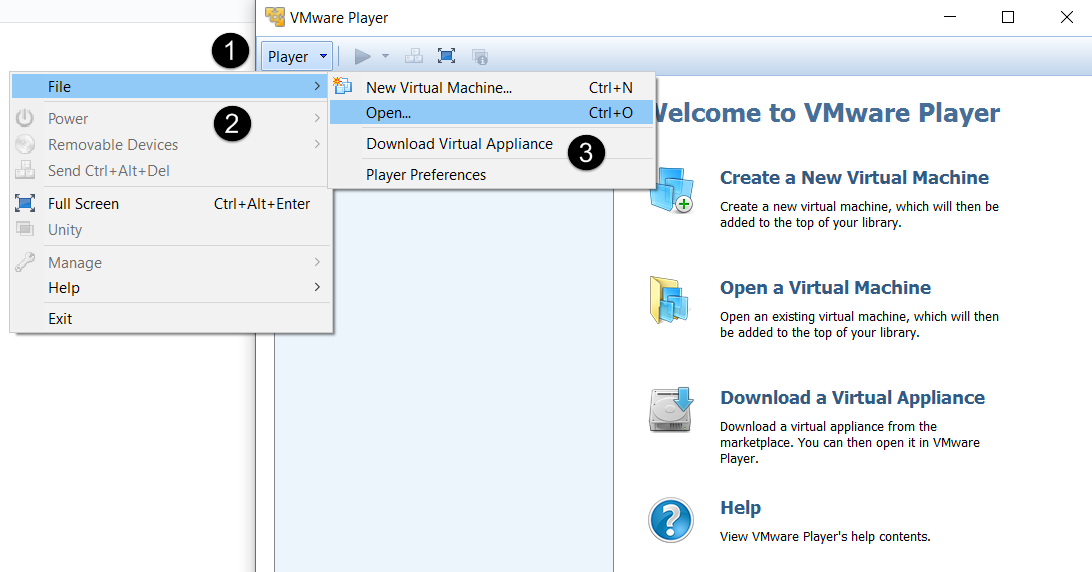 VMware Player
1
Player
File
2
Power
Removable Devices
Send Ctrl+Alt+Del
Full Screen Ctrl+Alt+Enter
Unity
Manage
Help
Exit
New Virtual Machine... Ctrl+N
Open... Ctrl+O
Download Virtual Appliance
3
Player Preferences
elcome to VMware Player
Create a New Virtual Machine
Create a new virtual machine, which will then be
added to the top of your library.
Open a Virtual Machine
Open an existing virtual machine, which will then
be added to the top of your library.
Download a Virtual Appliance
Download a virtual appliance from the
marketplace. You can then open it in VMware
Player.
Help
View VMware Player's help contents.